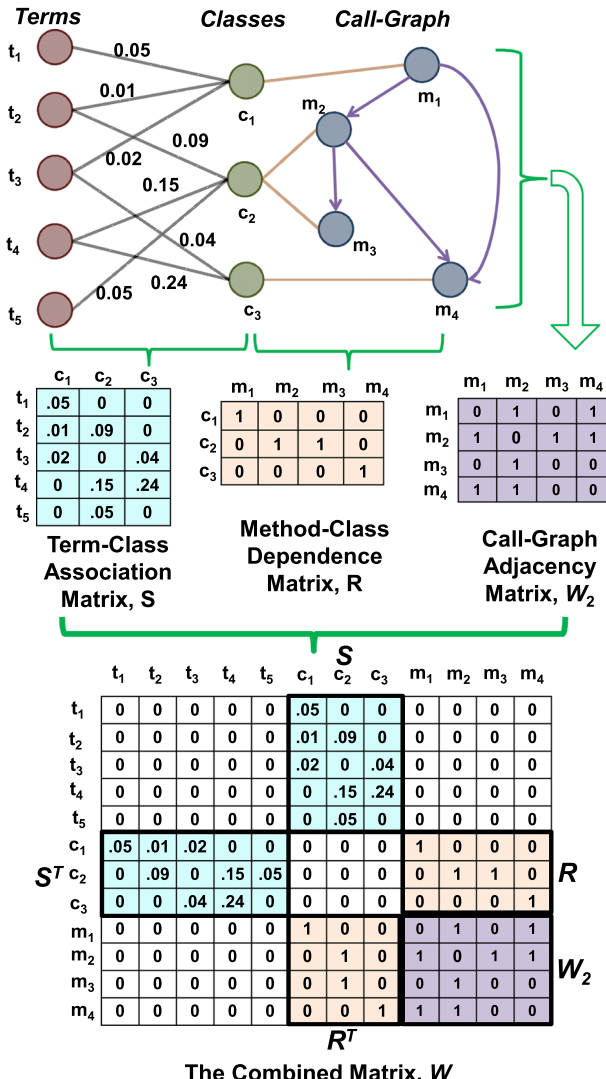 Terms Classes Call-Graph
t1 0.05
0.01 m2 m1
t2 c1
0.09
0.02
t3 0.15
c2
t4 0.04 m3
0.24
t5 0.05
c3 m4
c1 c2 c3
t1 .05 0 0
t2 .01 .09 0
t3 .02 0 .04
t4 0 .15 .24
t5 0 .05 0
Term-Class
Association
Matrix, S
m1 m2 m3 m4
c1 1 0 0 0
c2 0 1 1 0
c3 0 0 0 1
Method-Class
Dependence
Matrix, R
m1 m2 m3 m4
m1 0 1 0 1
m2 1 0 1 1
m3 0 1 0 0
m4 1 1 0 0
Call-Graph
Adjacency
Matrix, W2
S
t1 t2 t3 t4 t5 c1 c2 c3 m1 m2 m3 m4
t1 0 0 0 0 0 .05 0 0 0 0 0 0
t2 0 0 0 0 0 .01 .09 0 0 0 0 0
t3 0 0 0 0 0 .02 0 .04 0 0 0 0
t4 0 0 0 0 0 0 .15 .24 0 0 0 0
t5 0 0 0 0 0 0 .05 0 0 0 0 0
c1 .05 .01 .02 0 0 0 0 0 1 0 0 0
S^T c2 0 .09 0 .15 .05 0 0 0 0 1 1 0 R
c3 0 0 .04 .24 0 0 0 0 0 0 0 1
m1 0 0 0 0 0 1 0 0 0 1 0 1
m2 0 0 0 0 0 0 1 0 1 0 1 1
m3 0 0 0 0 0 0 1 0 0 1 0 0
W2
m4 0 0 0 0 0 0 0 1 1 1 0 0
R^T
The Combined Matrix, W